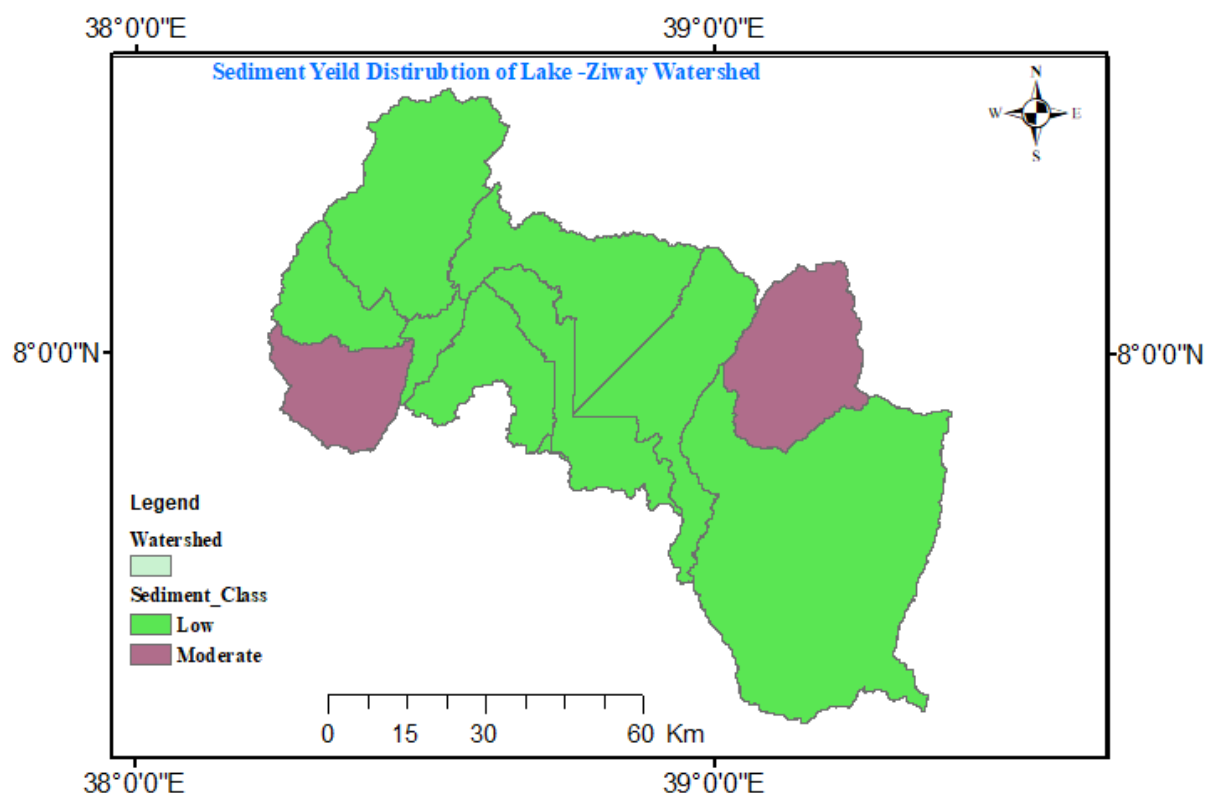 38°0'0"E 39°0'0"E
Sediment Yeild Distirubtion of Lake -Ziway Watershed
N
W E
S
8°0'0"N 8°0'0"N
Legend
Watershed
Sediment_Class
Low
Moderate
0 15 30 60 Km
38°0'0"E 39°0'0"E